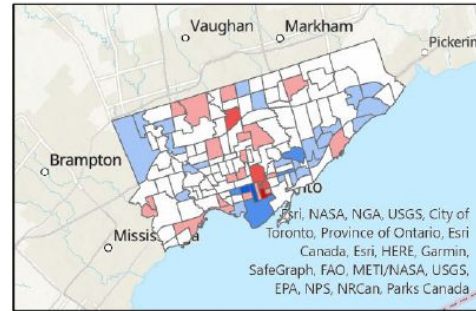 Vaughan
Markham
Pickerin
Brampton
nto
Mississ
a
Esri, NASA, NGA, USGS, City of
Toronto, Province of Ontario, Esri
Canada, Esri, HERE, Garmin,
SafeGraph, FAO, METI/NASA, USGS,
EPA, NPS, NRCan, Parks Canada